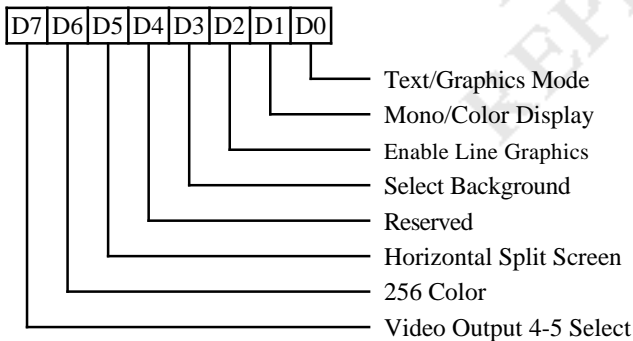 D7 D6 D5 D4 D3 D2 D1 D0
Text/Graphics Mode
Mono/Color Display
Enable Line Graphics
Select Background
Reserved
Horizontal Split Screen
256 Color
Video Output 4-5 Select